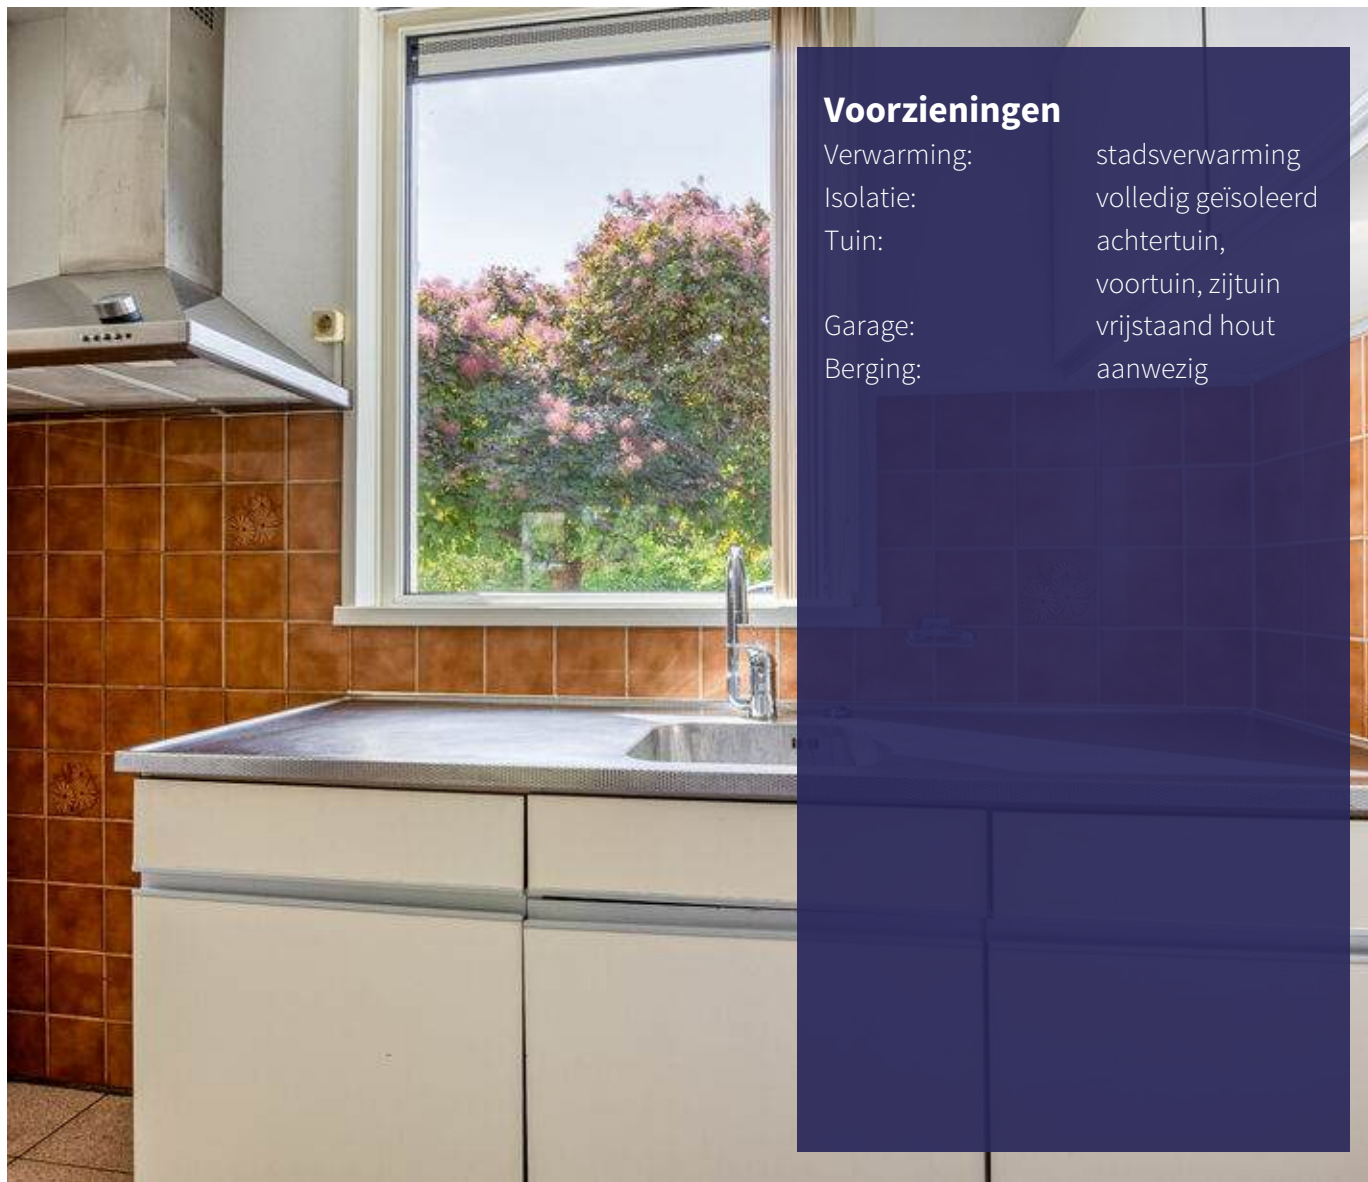 Voorzieningen
Verwarming: stadsverwarming
Isolatie: volledig geïsoleerd
Tuin: achtertuin,
voortuin, zijtuin
Garage: vrijstaand hout
Berging: aanwezig